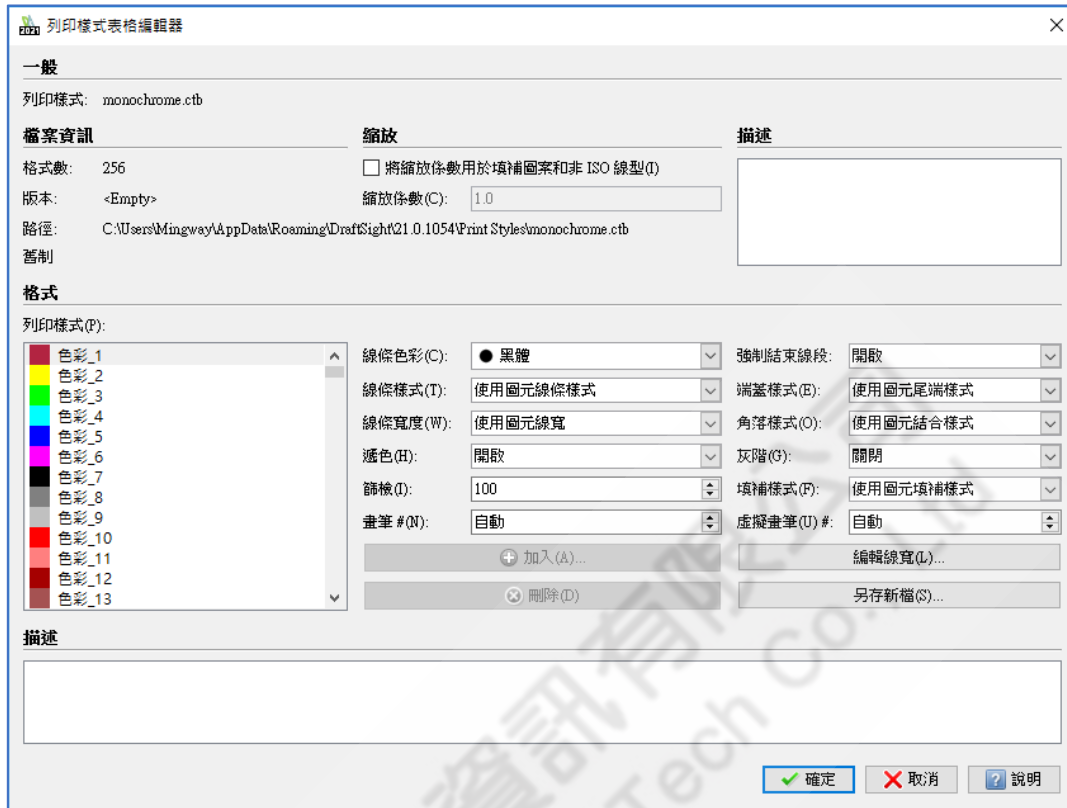 2021 列印樣式表格編輯器
一般
列印樣式: monochrome.ctb
檔案資訊
格式數: 256
版本: <Empty>
路徑: C:\Users\Mingway\AppData\Roaming\DraftSight\21.0.1054\Print Styles\monochrome.ctb
舊制
縮放
將縮放係數用於填補圖案和非 ISO 線型(I)
縮放係數(C): 1.0
描述
格式
列印樣式(P):
色彩_1
色彩_2
色彩_3
色彩_4
色彩_5
色彩_6
色彩_7
色彩_8
色彩_9
色彩_10
色彩_11
色彩_12
色彩_13
線條色彩(C): 黑體
線條樣式(T): 使用圖元線條樣式
線條寬度(W): 使用圖元線寬
遞色(H): 開啟
篩檢(I): 100
畫筆 #(N): 自動
加入(A)...
刪除(D)
強制結束線段: 開啟
端蓋樣式(E): 使用圖元尾端樣式
角落樣式(O): 使用圖元結合樣式
灰階(G): 關閉
填補樣式(F): 使用圖元填補樣式
虛擬畫筆(U) #: 自動
編輯線寬(L)...
另存新檔(S)...
描述
確定
取消
說明
資訊有限公司
Tech Co., Ltd